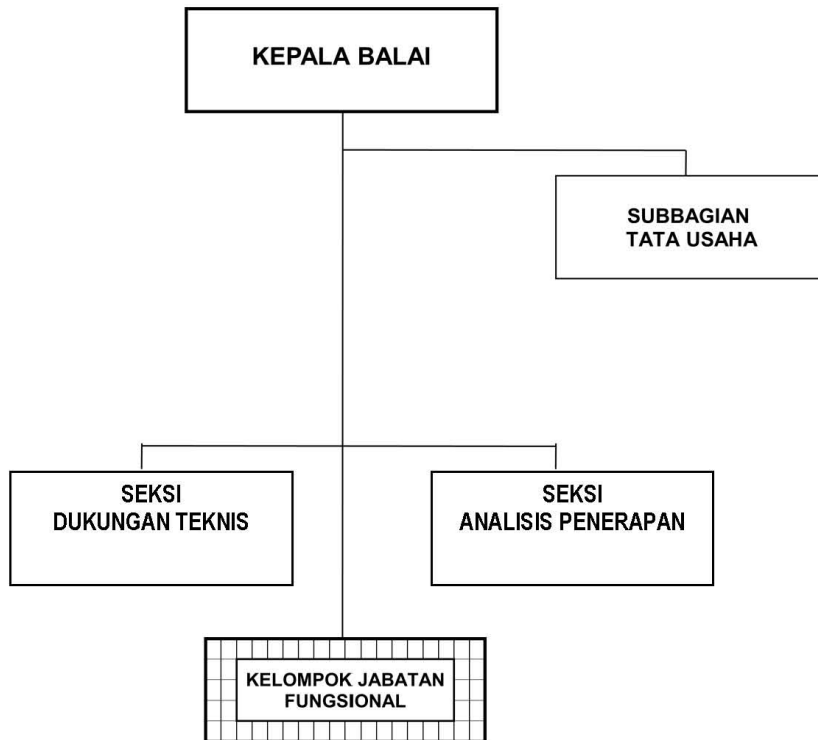 KEPALA BALAI
SUBBAGIAN
TATA USAHA
SEKSI
DUKUNGAN TEKNIS
SEKSI
ANALISIS PENERAPAN
KELOMPOK JABATAN
FUNGSIONAL